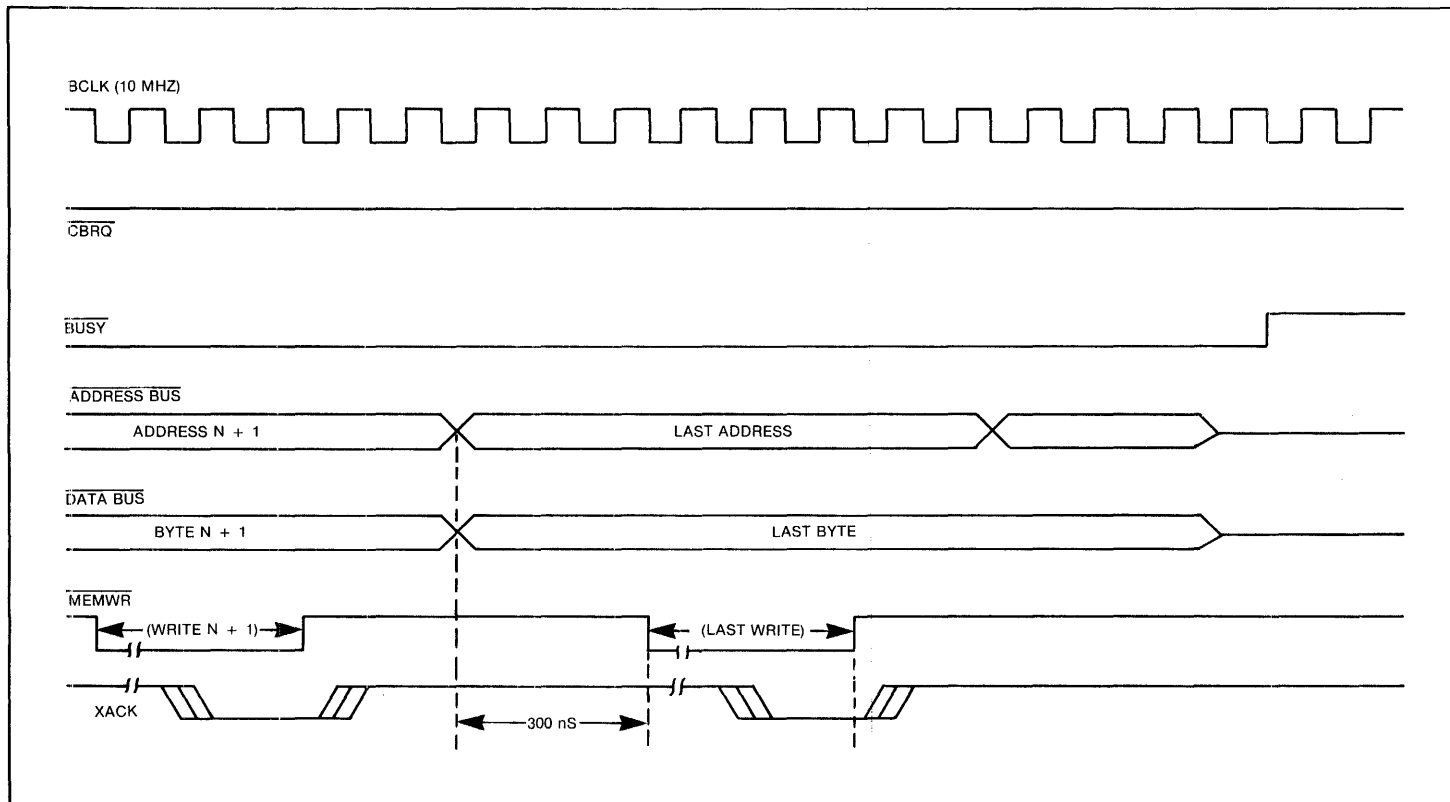 BCLK (10 MHZ)
CBRQ
BUSY
ADDRESS BUS
ADDRESS N + 1 LAST ADDRESS
DATA BUS
BYTE N + 1 LAST BYTE
MEMWR
(WRITE N + 1) (LAST WRITE)
XACK
300 nS